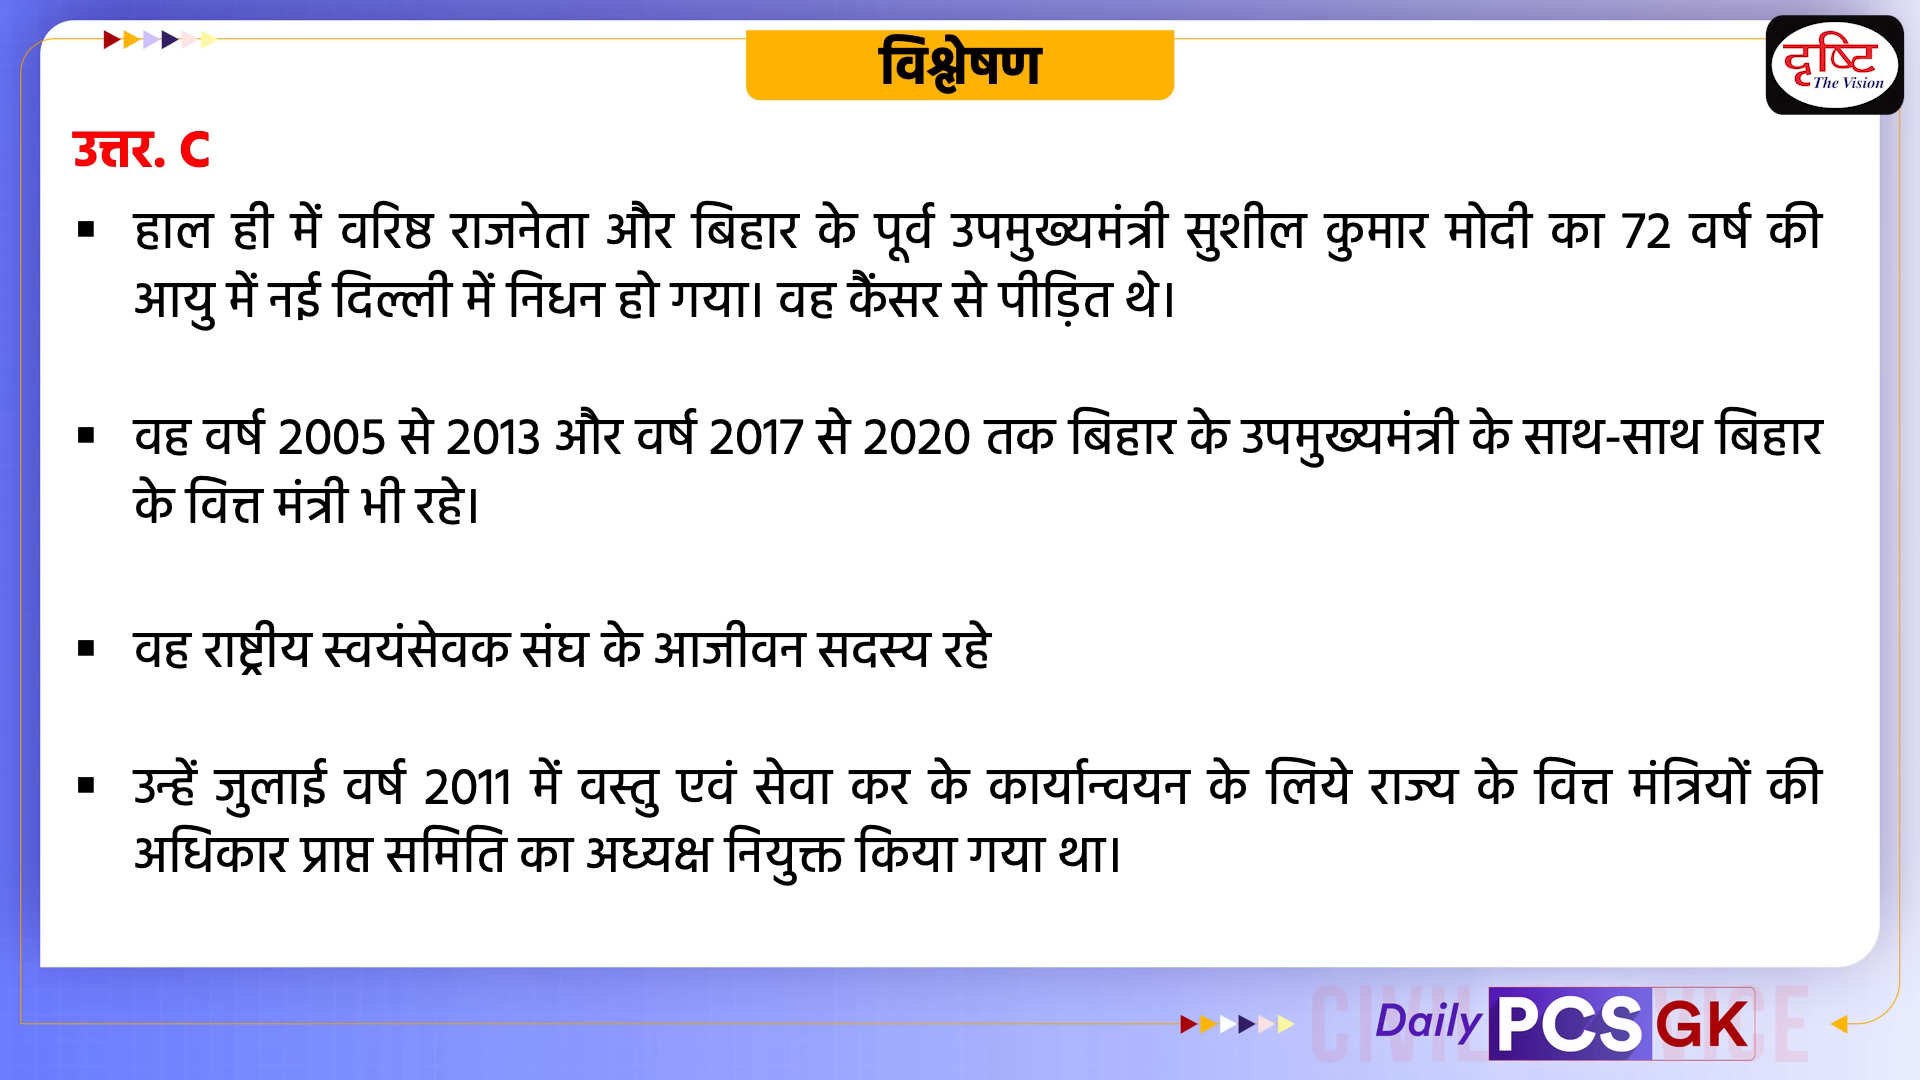 विश्लेषण
दृष्टि
The Vision
उत्तर. C
▪ हाल ही में वरिष्ठ राजनेता और बिहार के पूर्व उपमुख्यमंत्री सुशील कुमार मोदी का 72 वर्ष की
आयु में नई दिल्ली में निधन हो गया। वह कैंसर से पीड़ित थे।
▪ वह वर्ष 2005 से 2013 और वर्ष 2017 से 2020 तक बिहार के उपमुख्यमंत्री के साथ-साथ बिहार
के वित्त मंत्री भी रहे।
▪ वह राष्ट्रीय स्वयंसेवक संघ के आजीवन सदस्य रहे
▪ उन्हें जुलाई वर्ष 2011 में वस्तु एवं सेवा कर के कार्यान्वयन के लिये राज्य के वित्त मंत्रियों की
अधिकार प्राप्त समिति का अध्यक्ष नियुक्त किया गया था।
Daily PCS GK